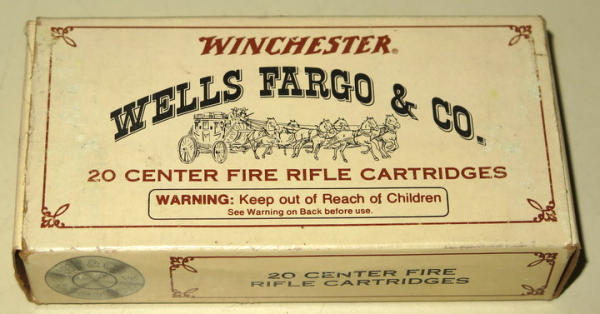 WINCHESTER®
WELLS FARGO & CO.
20 CENTER FIRE RIFLE CARTRIDGES
WARNING: Keep out of Reach of Children
See Warning on Back before use.
20 CENTER FIRE
RIFLE CARTRIDGES